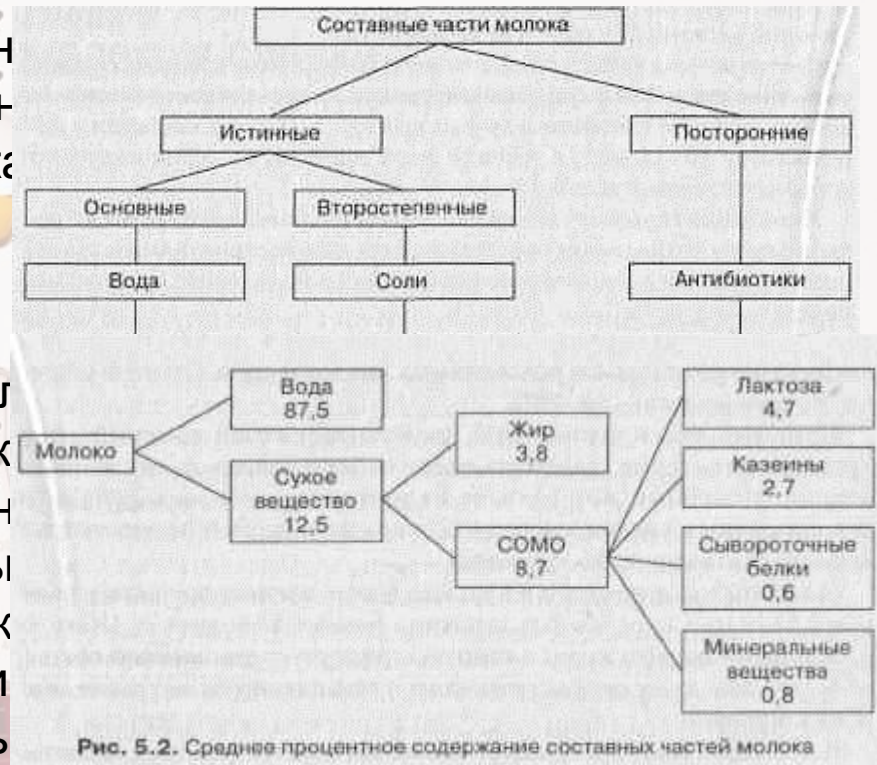 Составные части молока
Истинные
Посторонние
Основные
Второстепенные
Вода
Соли
Антибиотики
Молоко
Вода
87,5
Сухое
вещество
12,5
Жир
3,8
СОМО
8,7
Лактоза
4,7
Казеины
2,7
Сывороточные
белки
0,6
Минеральные
вещества
0,8
Рис. 5.2. Среднее процентное содержание составных частей молока